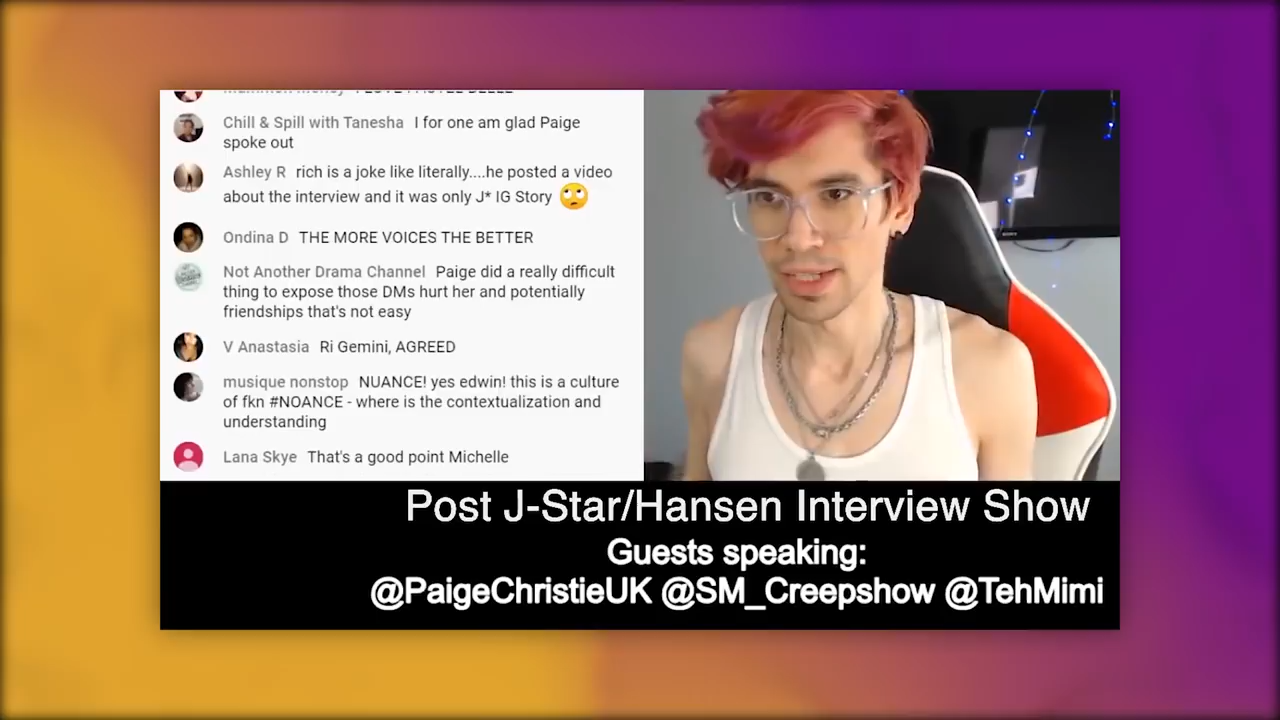 Chill & Spill with Tanesha I for one am glad Paige
spoke out
Ashley R rich is a joke like literally....he posted a video
about the interview and it was only J* IG Story 🙄
Ondina D THE MORE VOICES THE BETTER
Not Another Drama Channel Paige did a really difficult
thing to expose those DMs hurt her and potentially
friendships that's not easy
V Anastasia Ri Gemini, AGREED
musique nonstop NUANCE! yes edwin! this is a culture
of fkn #NOANCE - where is the contextualization and
understanding
Lana Skye That's a good point Michelle
SONY
Post J-Star/Hansen Interview Show
Guests speaking:
@PaigeChristieUK @SM_Creepshow @TehMimi